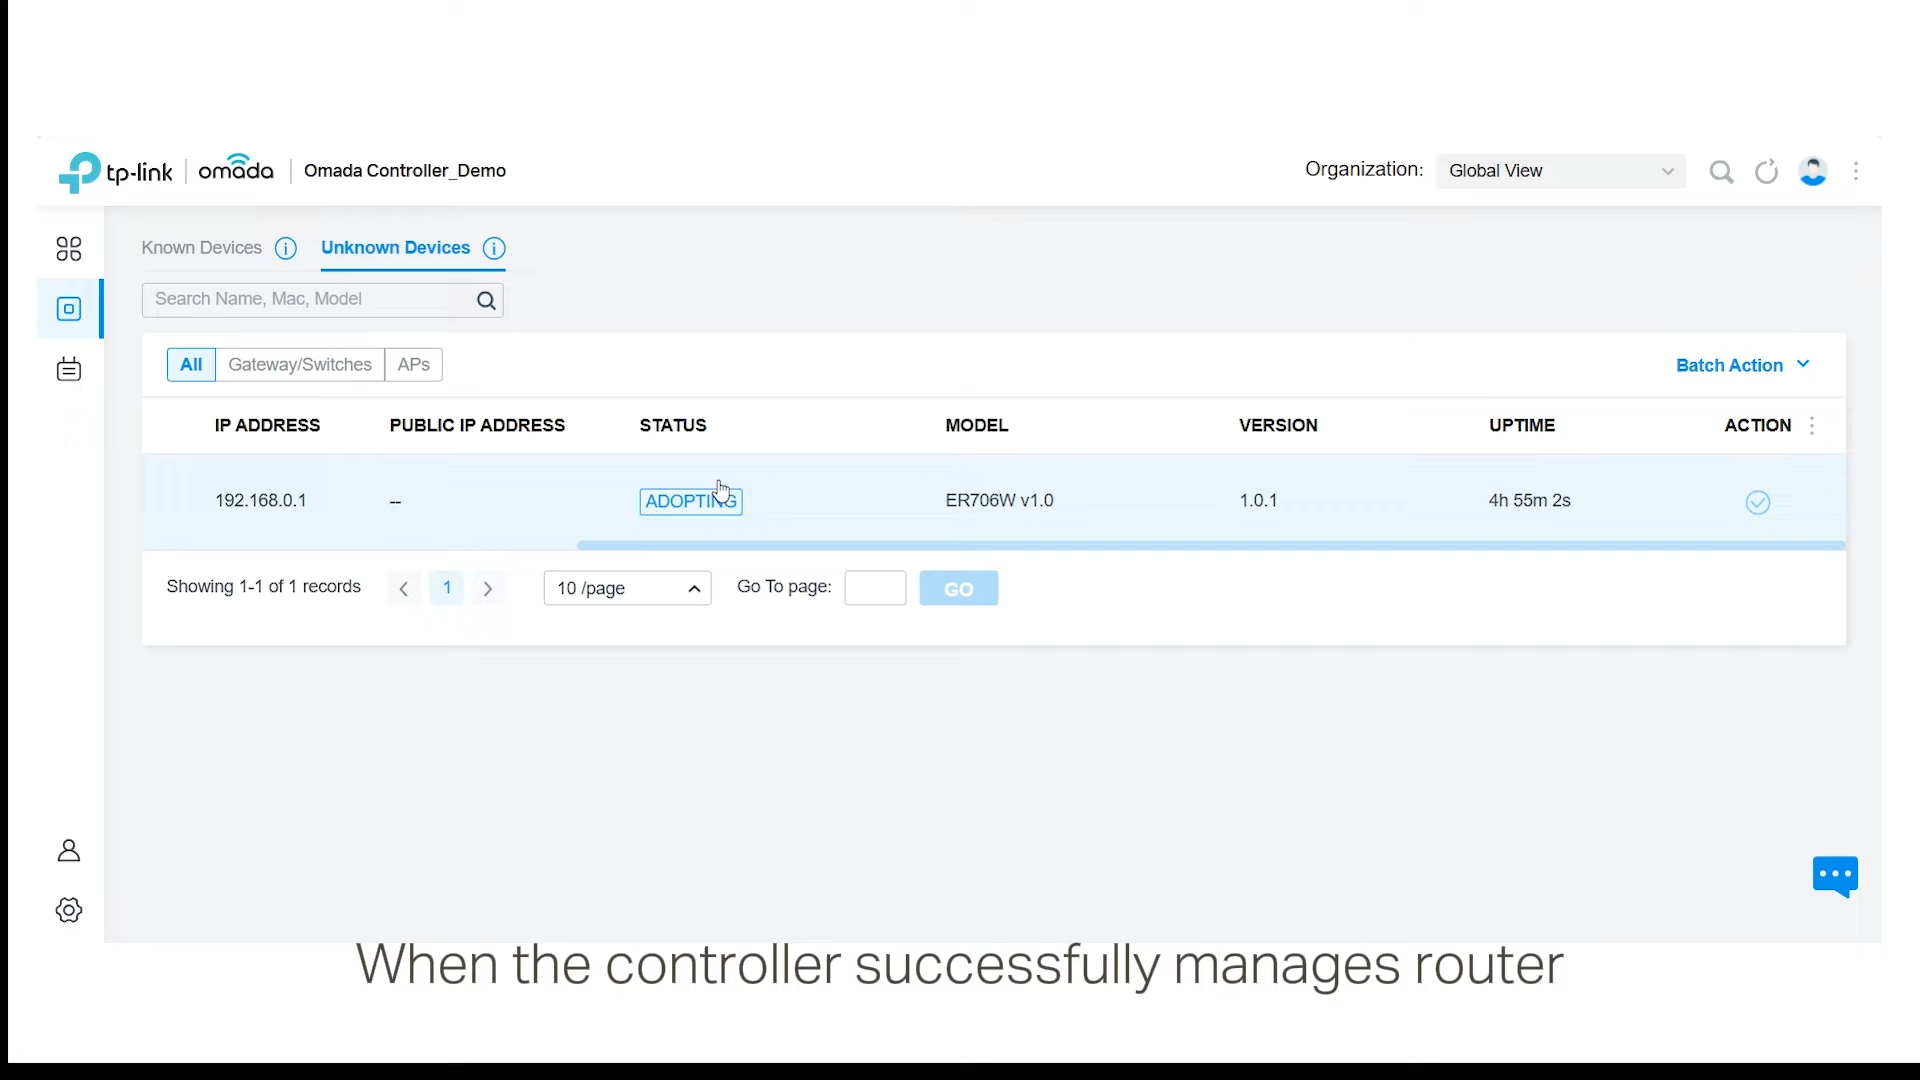 tp-link omada Omada Controller_Demo Organization: Global View
Known Devices Unknown Devices
Search Name, Mac, Model
All Gateway/Switches APs Batch Action
IP ADDRESS PUBLIC IP ADDRESS STATUS MODEL VERSION UPTIME ACTION
192.168.0.1 -- ADOPTING ER706W v1.0 1.0.1 4h 55m 2s
Showing 1-1 of 1 records 1 10 /page Go To page: GO
When the controller successfully manages router